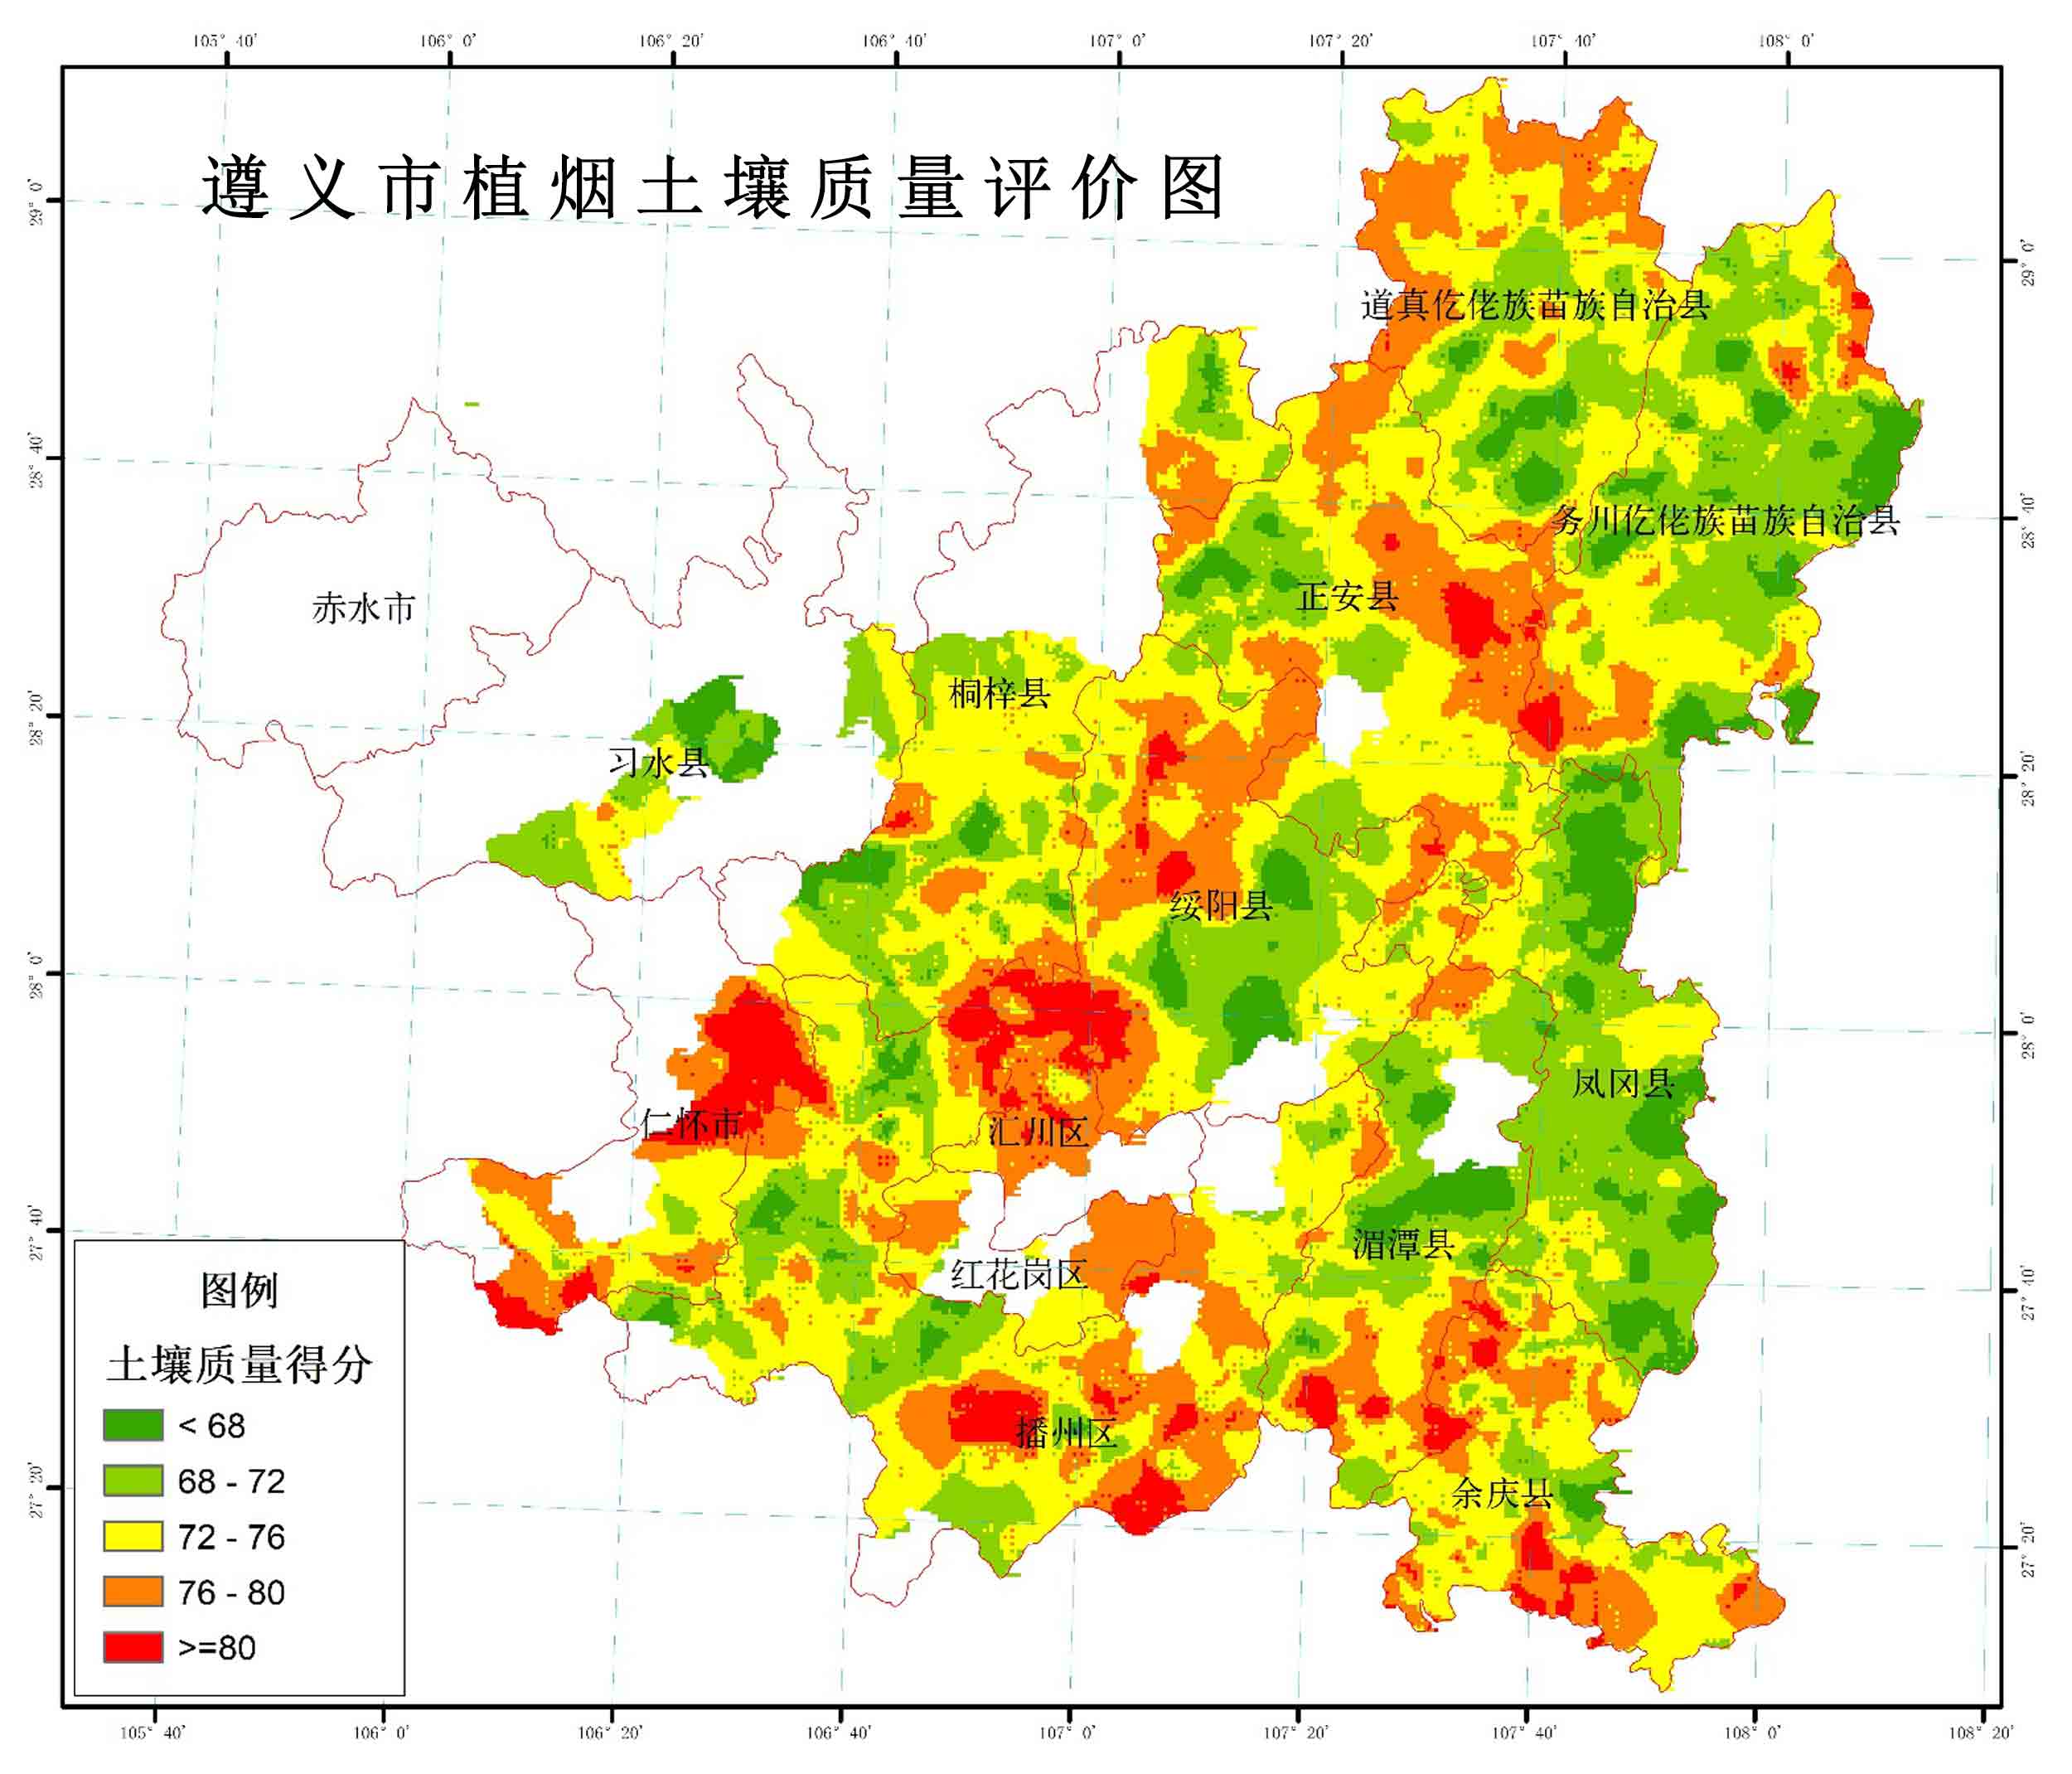 105° 40'
106° 0'
106° 20'
106° 40'
107° 0'
107° 20'
107° 40'
108° 0'
遵义市植烟土壤质量评价图
29° 0'
29° 0'
道真仡佬族苗族自治县
28° 40'
28° 40'
务川仡佬族苗族自治县
赤水市
正安县
桐梓县
28° 20'
28° 20'
习水县
绥阳县
28° 0'
28° 0'
凤冈县
仁怀市
汇川区
27° 40'
27° 40'
湄潭县
红花岗区
图例
土壤质量得分
< 68
68 - 72
72 - 76
76 - 80
>=80
播州区
余庆县
27° 20'
27° 20'
105° 40'
106° 0'
106° 20'
106° 40'
107° 0'
107° 20'
107° 40'
108° 0'
108° 20'